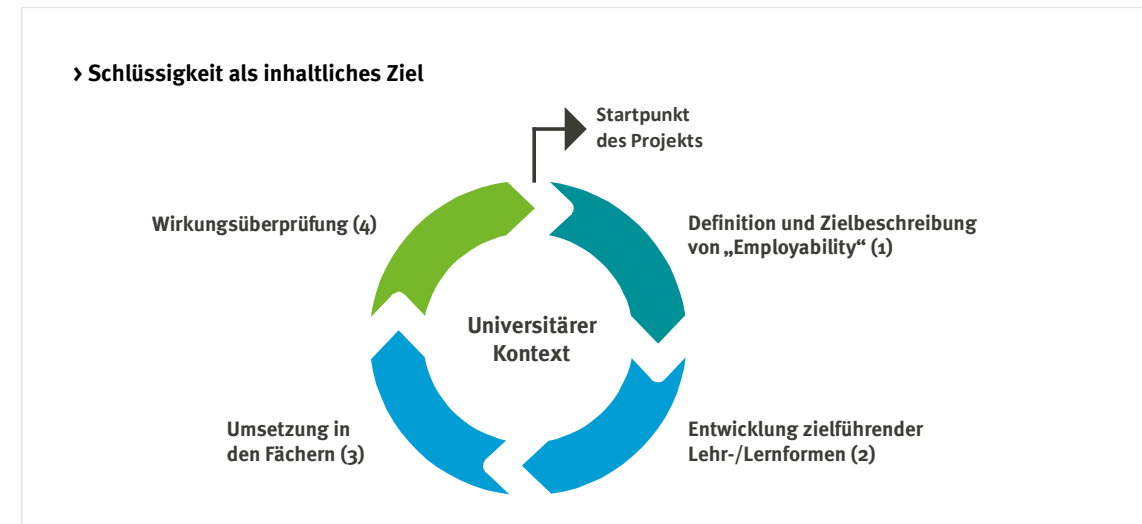 › Schlüssigkeit als inhaltliches Ziel
Startpunkt
des Projekts
Wirkungsüberprüfung (4)
Definition und Zielbeschreibung
von „Employability“ (1)
Universitärer
Kontext
Umsetzung in
den Fächern (3)
Entwicklung zielführender
Lehr-/Lernformen (2)